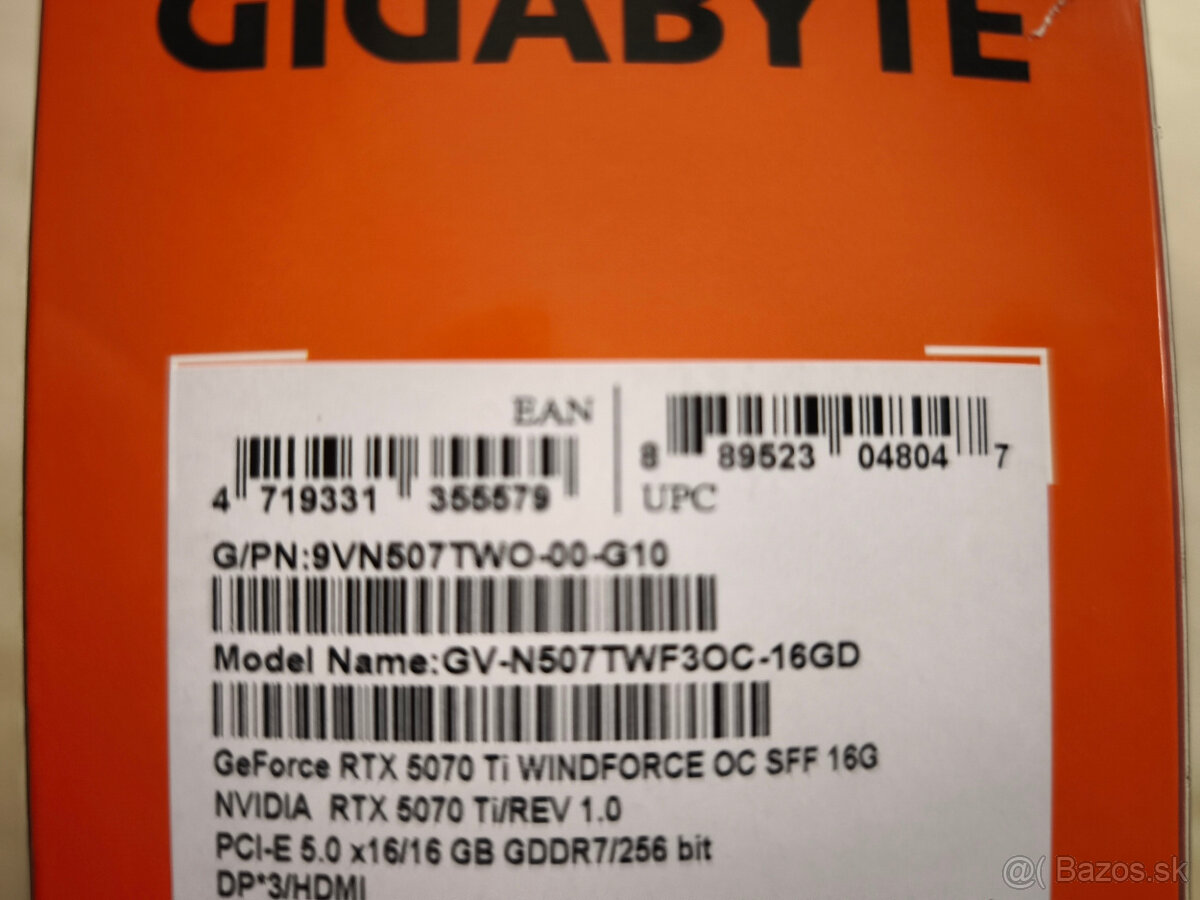 GIGABYTE
EAN
4 719331 355579
8 89523 04804 7
UPC
G/PN:9VN507TWO-00-G10
Model Name:GV-N507TWF3OC-16GD
GeForce RTX 5070 Ti WINDFORCE OC SFF 16G
NVIDIA RTX 5070 Ti/REV 1.0
PCI-E 5.0 x16/16 GB GDDR7/256 bit
DP*3/HDMI
@( Bazos.sk